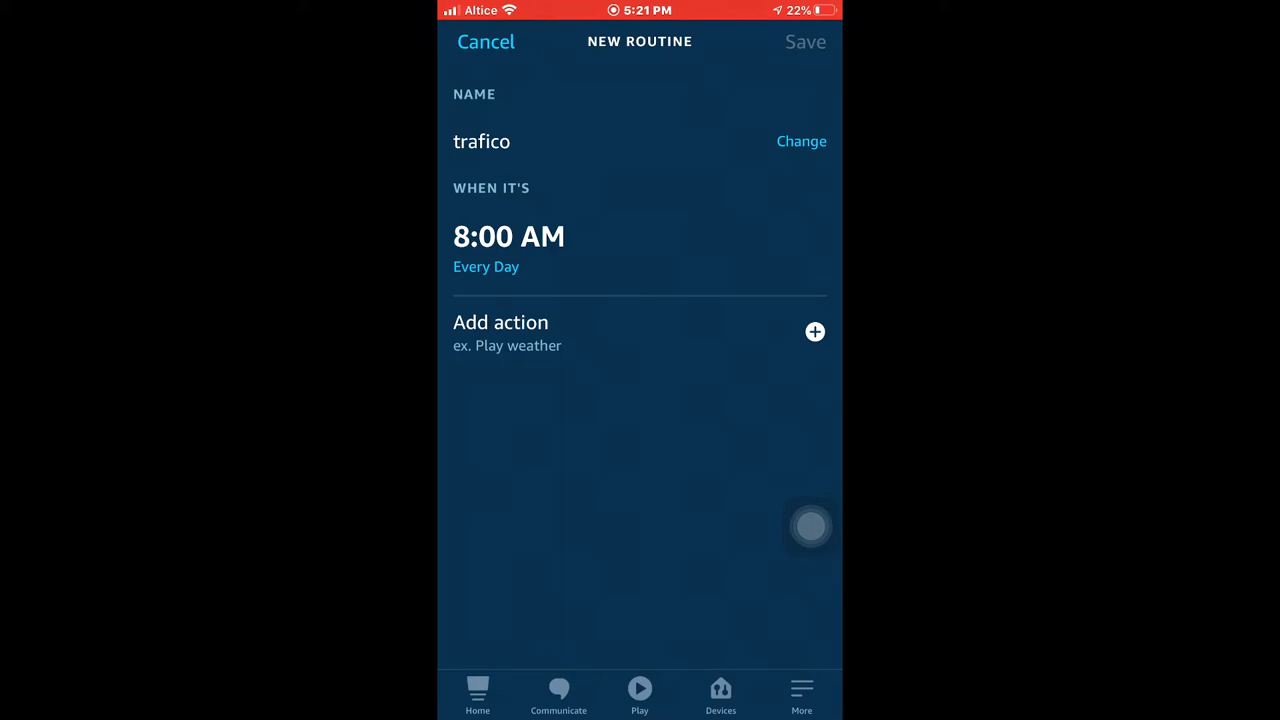 Altice 5:21 PM 22%
Cancel NEW ROUTINE Save
NAME
trafico Change
WHEN IT'S
8:00 AM
Every Day
Add action
ex. Play weather
Home Communicate Play Devices More